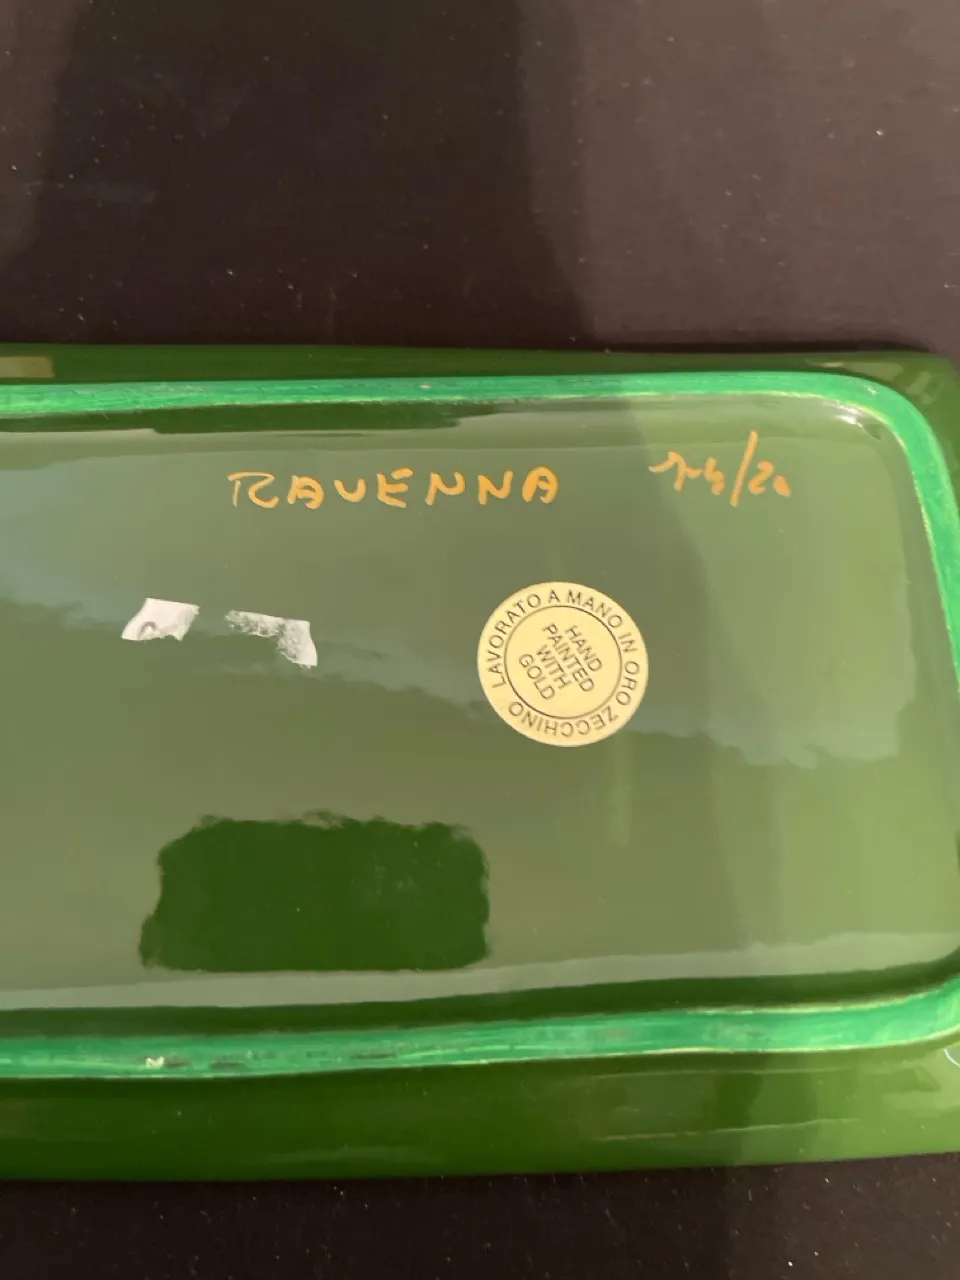 RAVENNA
LAVORATO A MANO IN ORO ZECCHINO
HAND
PAINTED
WITH
GOLD